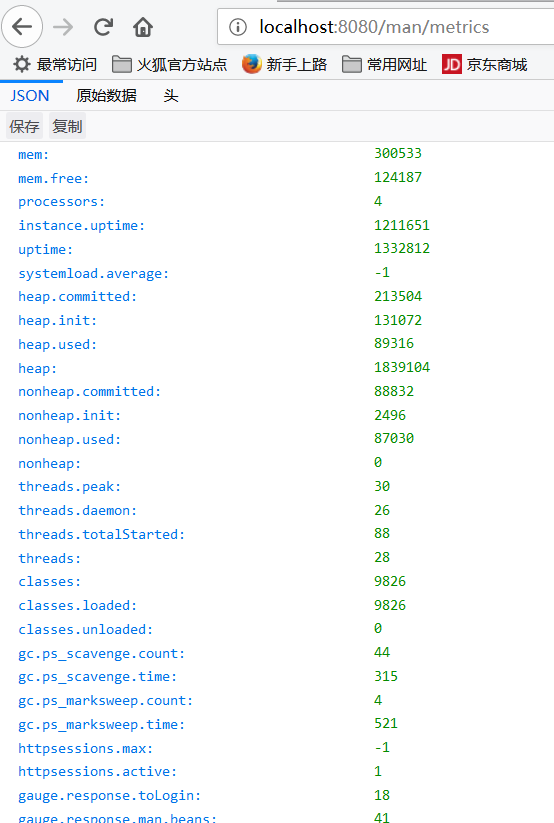 localhost:8080/man/metrics
最常访问 火狐官方站点 新手上路 常用网址 JD 京东商城
JSON 原始数据 头
保存 复制
mem: 300533
mem.free: 124187
processors: 4
instance.uptime: 1211651
uptime: 1332812
systemload.average: -1
heap.committed: 213504
heap.init: 131072
heap.used: 89316
heap: 1839104
nonheap.committed: 88832
nonheap.init: 2496
nonheap.used: 87030
nonheap: 0
threads.peak: 30
threads.daemon: 26
threads.totalStarted: 88
threads: 28
classes: 9826
classes.loaded: 9826
classes.unloaded: 0
gc.ps_scavenge.count: 44
gc.ps_scavenge.time: 315
gc.ps_marksweep.count: 4
gc.ps_marksweep.time: 521
httpsessions.max: -1
httpsessions.active: 1
gauge.response.toLogin: 18
gauge.response.man.beans: 41